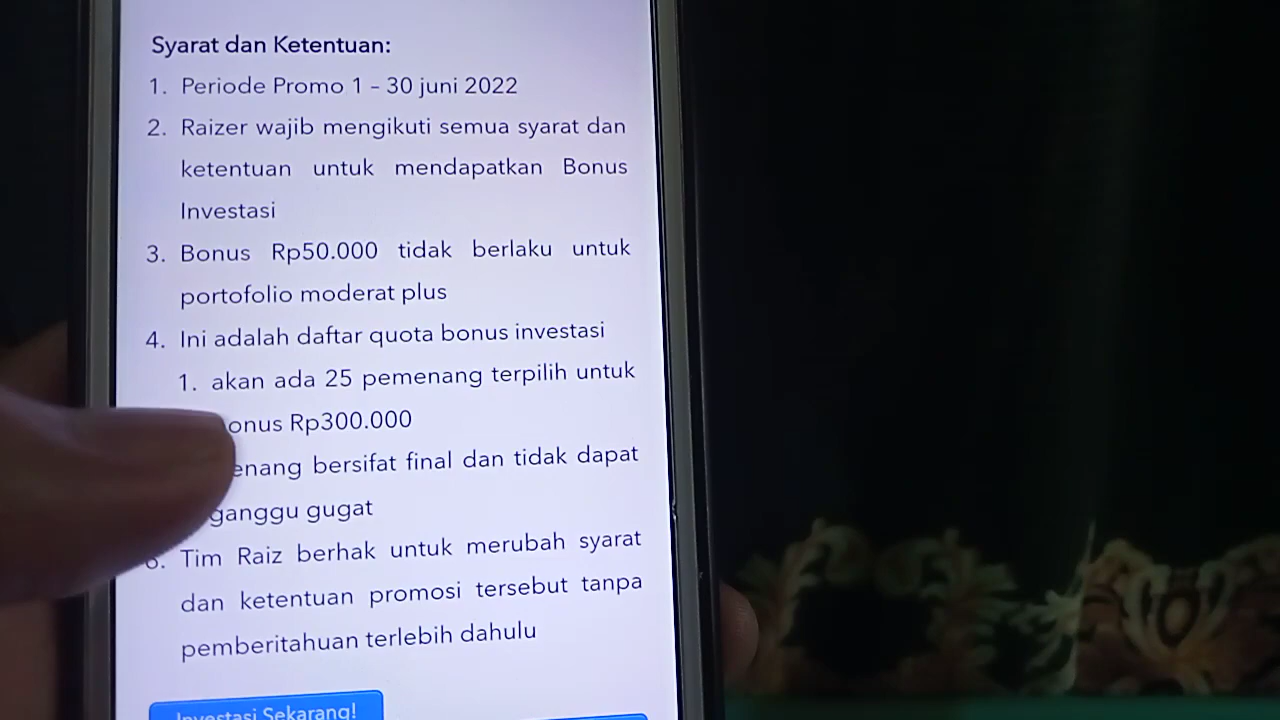 Syarat dan Ketentuan:
1. Periode Promo 1 - 30 juni 2022
2. Raizer wajib mengikuti semua syarat dan
ketentuan untuk mendapatkan Bonus
Investasi
3. Bonus Rp50.000 tidak berlaku untuk
portofolio moderat plus
4. Ini adalah daftar quota bonus investasi
1. akan ada 25 pemenang terpilih untuk
onus Rp300.000
enang bersifat final dan tidak dapat
ganggu gugat
6. Tim Raiz berhak untuk merubah syarat
dan ketentuan promosi tersebut tanpa
pemberitahuan terlebih dahulu
Investasi Sekarang!